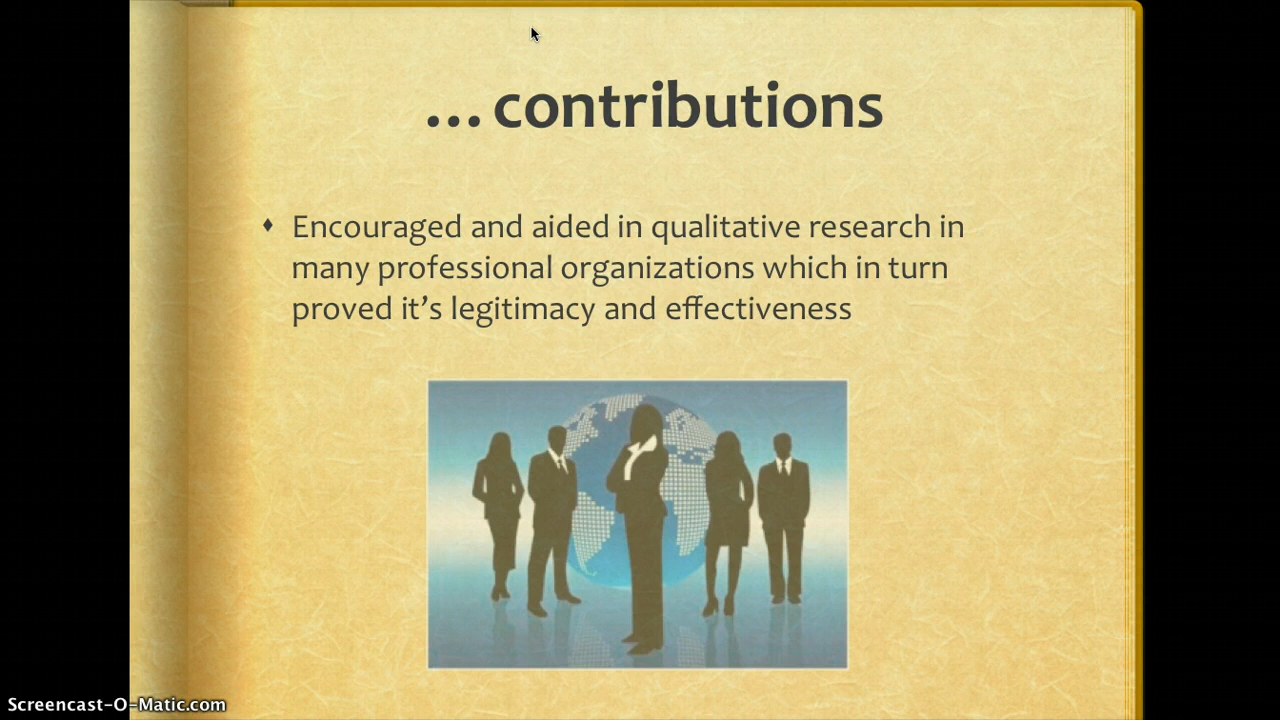 …contributions
♦ Encouraged and aided in qualitative research in
many professional organizations which in turn
proved it’s legitimacy and effectiveness
Screencast-O-Matic.com